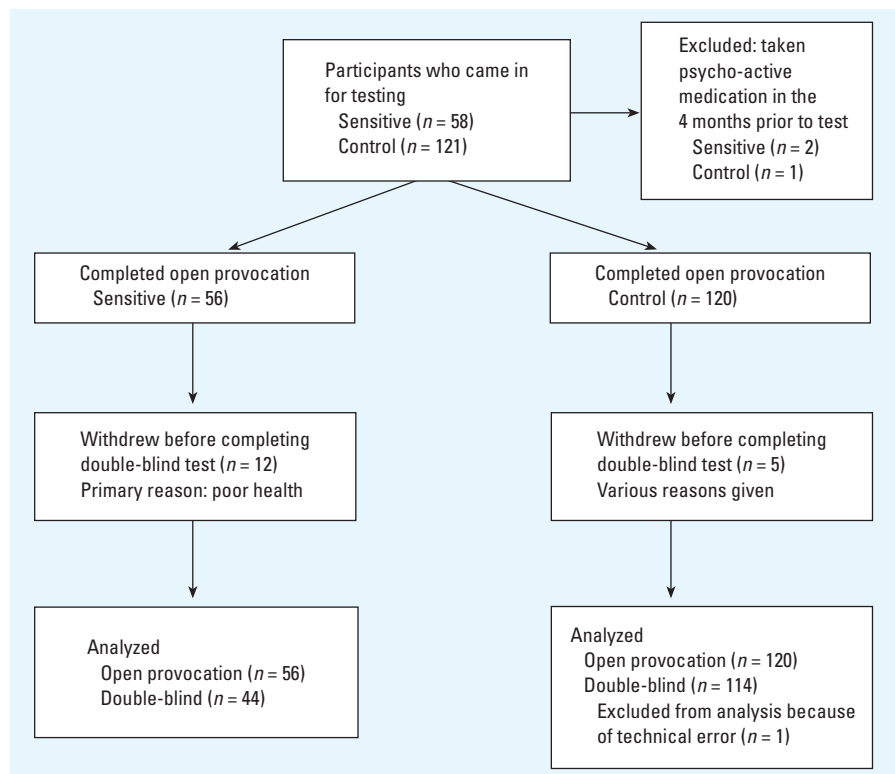 Participants who came in
for testing
Sensitive (n = 58)
Control (n = 121)
Excluded: taken
psycho-active
medication in the
4 months prior to test
Sensitive (n = 2)
Control (n = 1)
Completed open provocation
Sensitive (n = 56)
Completed open provocation
Control (n = 120)
Withdrew before completing
double-blind test (n = 12)
Primary reason: poor health
Withdrew before completing
double-blind test (n = 5)
Various reasons given
Analyzed
Open provocation (n = 56)
Double-blind (n = 44)
Analyzed
Open provocation (n = 120)
Double-blind (n = 114)
Excluded from analysis because
of technical error (n = 1)